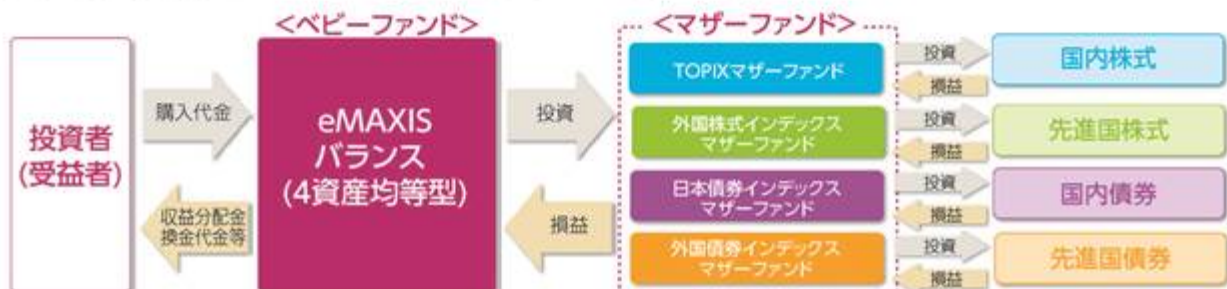 <ベビーファンド>
<マザーファンド>
投資者
(受益者)
購入代金
収益分配金
換金代金等
eMAXIS
バランス
(4資産均等型)
投資
損益
TOPIXマザーファンド
投資
損益
国内株式
外国株式インデックス
マザーファンド
投資
損益
先進国株式
日本債券インデックス
マザーファンド
投資
損益
国内債券
外国債券インデックス
マザーファンド
投資
損益
先進国債券